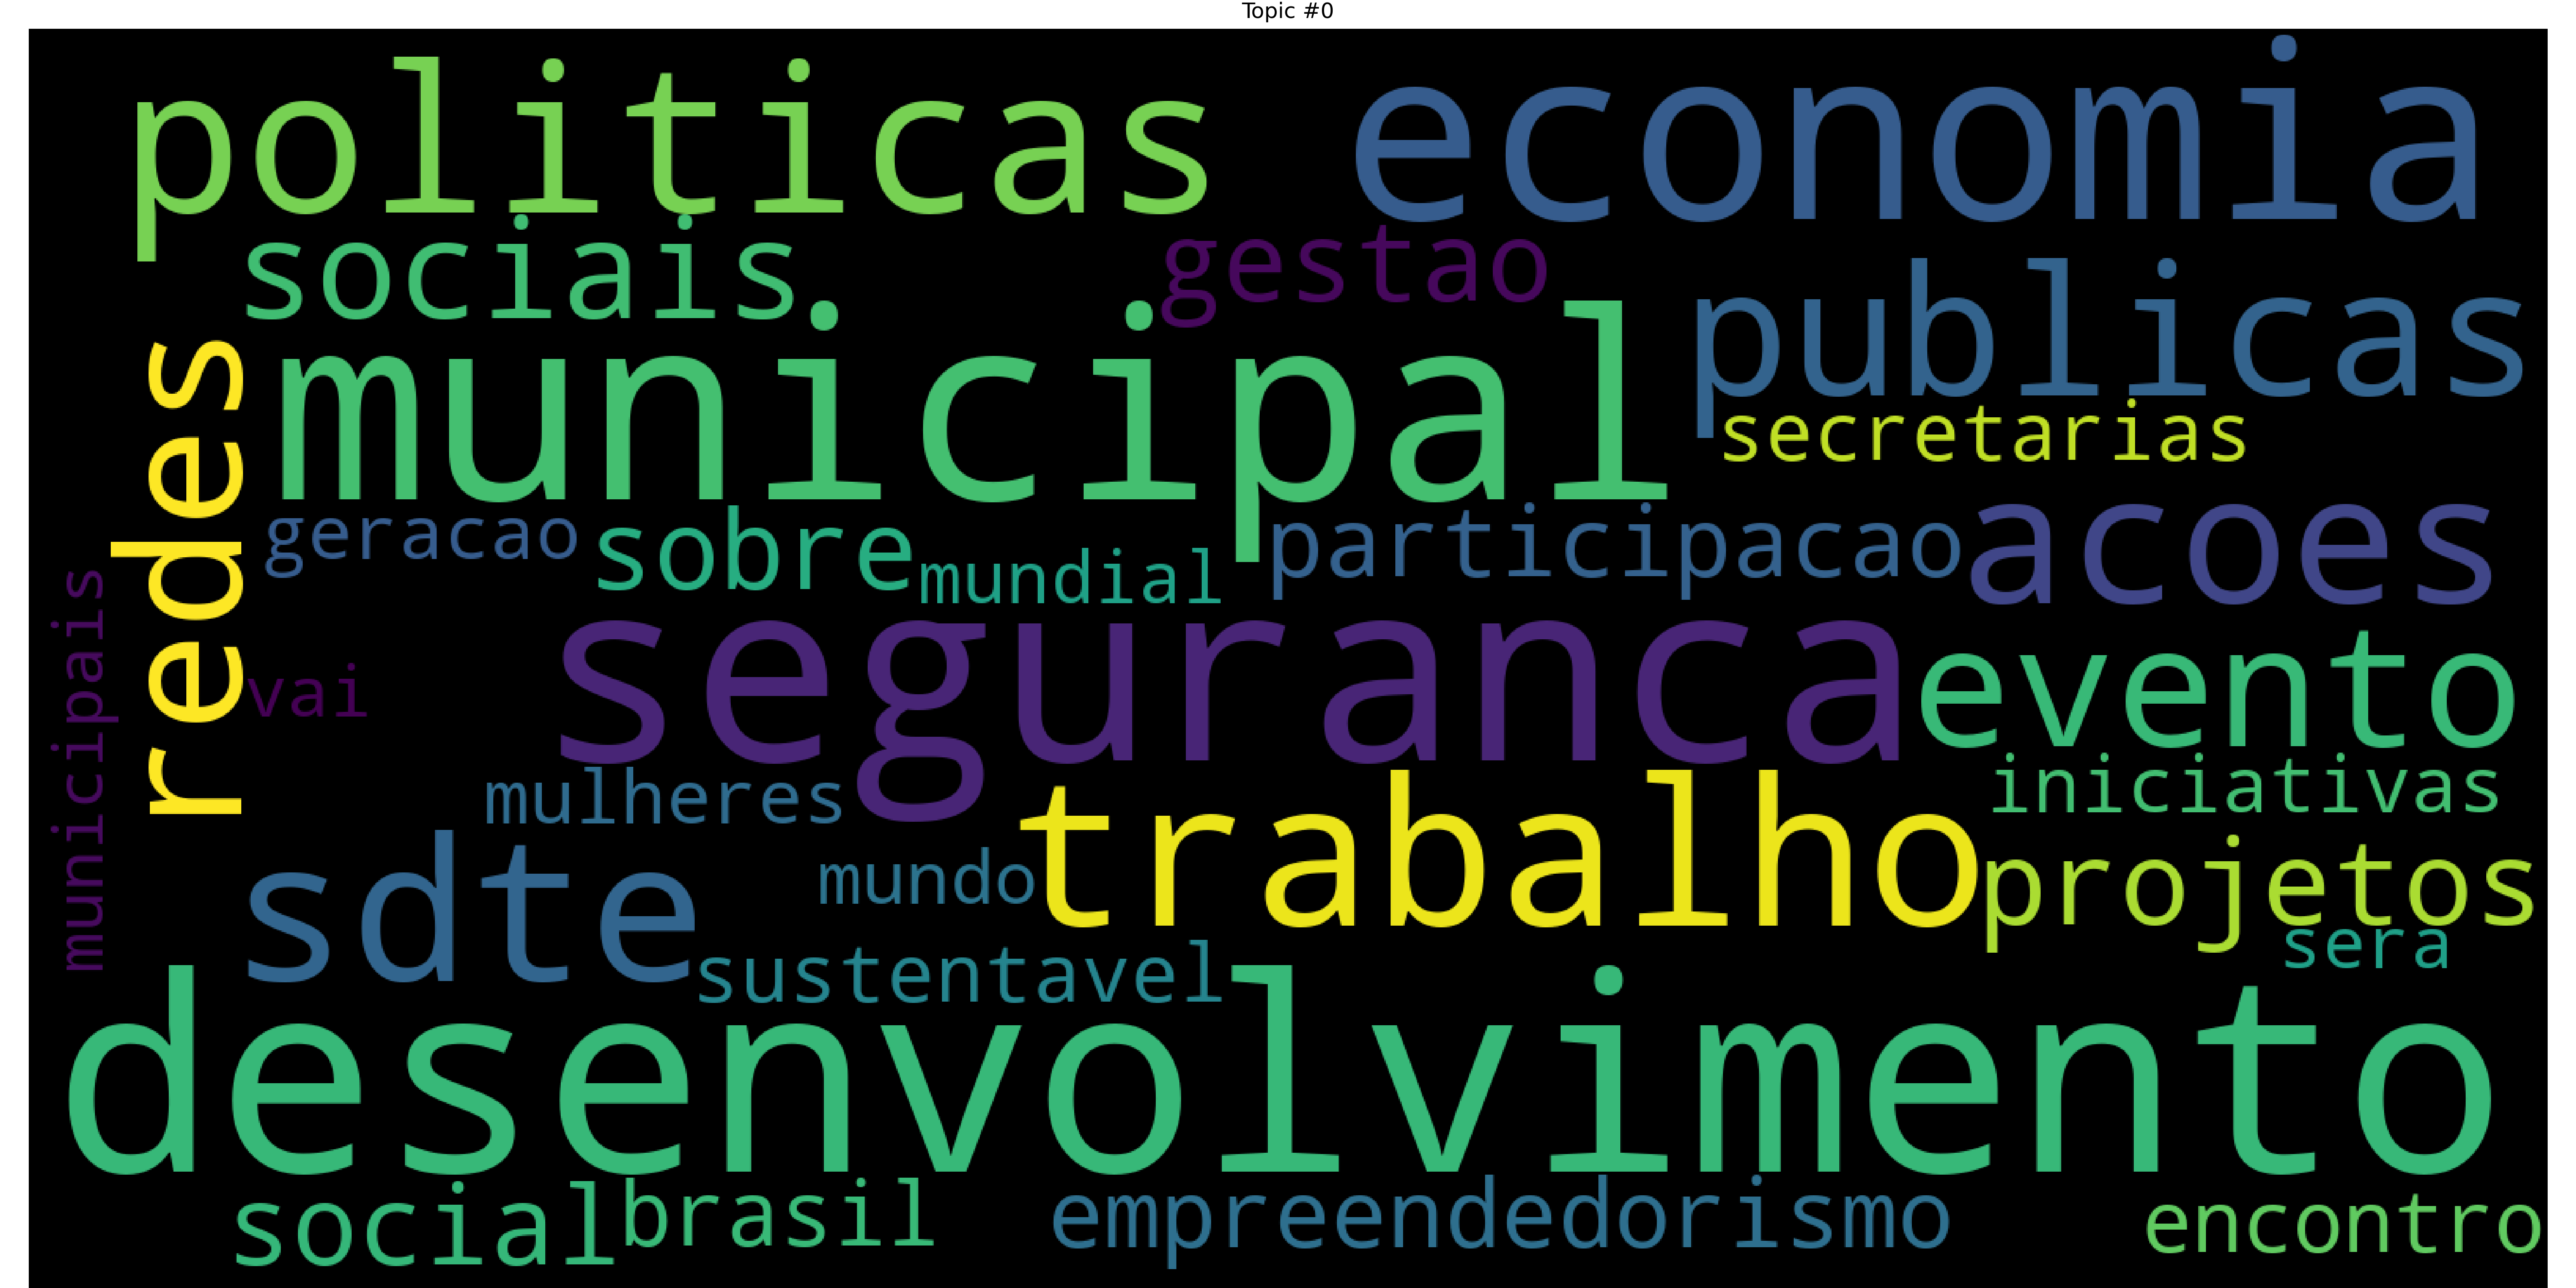 Topic #0
politicas
economia
sociais
gestao
publicas
municipal
secretarias
redes
geracao
sobre
mundial
participacao
acoes
municipais
vai
seguranca
evento
mulheres
iniciativas
sdte
mundo
trabalho
projetos
sera
sustentavel
desenvolvimento
social
brasil
empreendedorismo
encontro